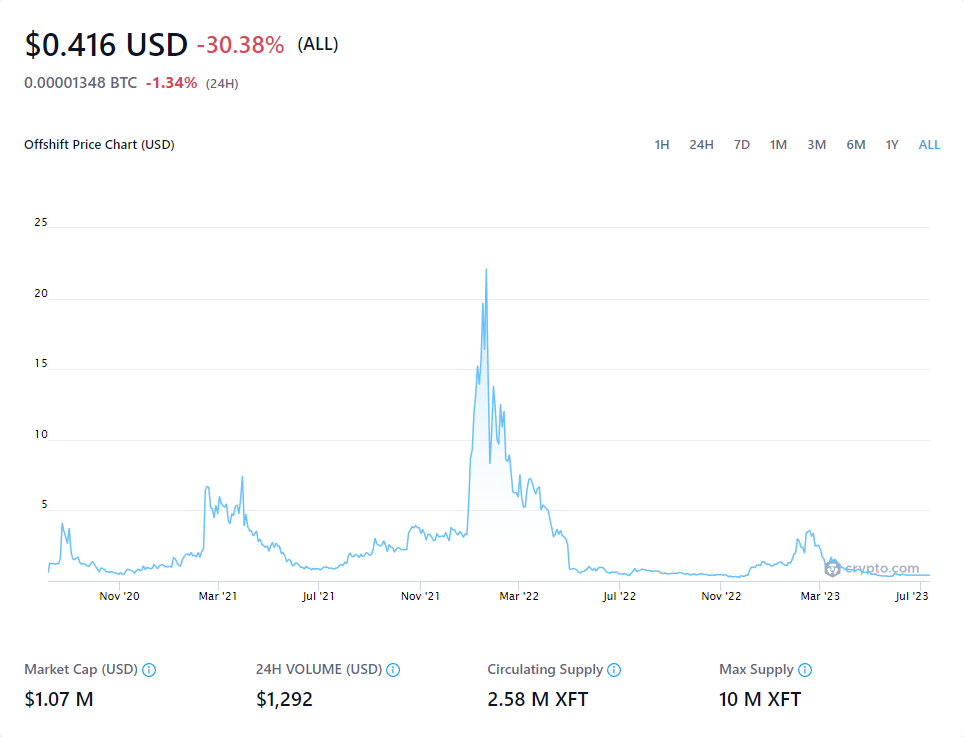 $0.416 USD -30.38% (ALL)
0.00001348 BTC -1.34% (24H)
Offshift Price Chart (USD) 1H 24H 7D 1M 3M 6M 1Y ALL
25
20
15
10
5
crypto.com
Nov '20 Mar '21 Jul '21 Nov '21 Mar '22 Jul '22 Nov '22 Mar '23 Jul '23
Market Cap (USD) 24H VOLUME (USD) Circulating Supply Max Supply
$1.07 M $1,292 2.58 M XFT 10 M XFT